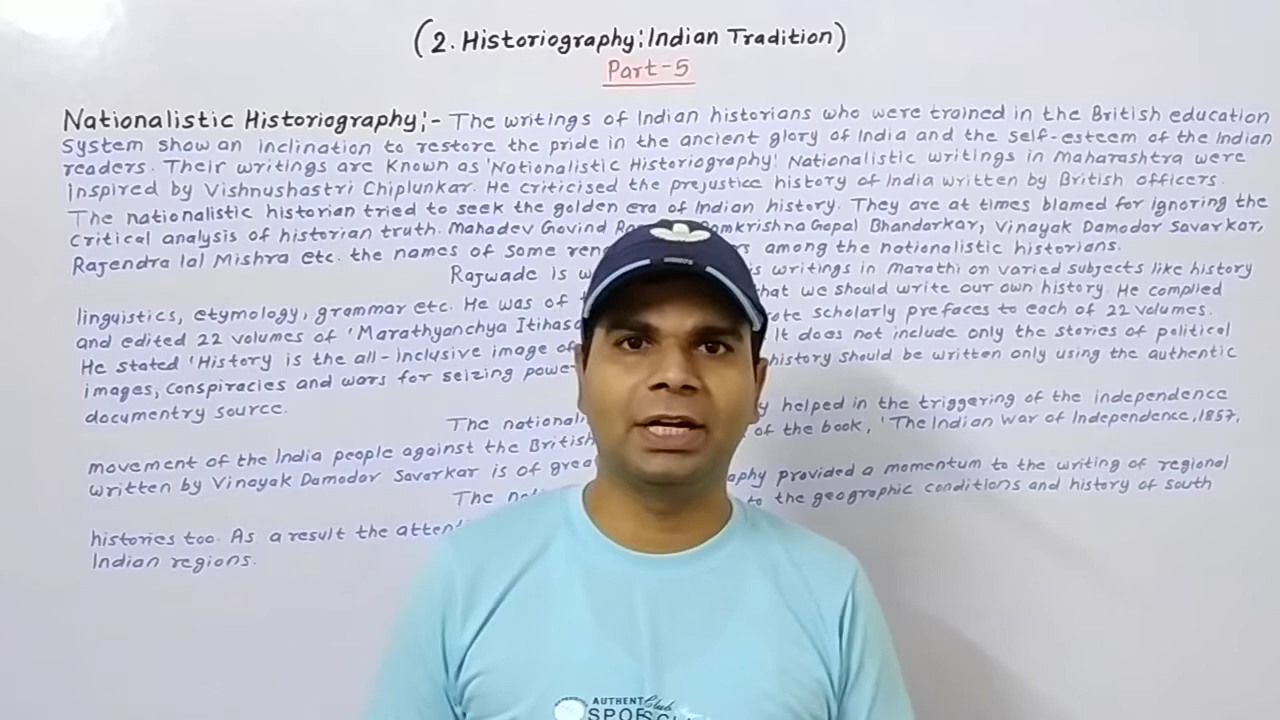 (2. Historiography: Indian Tradition)
Part-5
Nationalistic Historiography:- The writings of Indian historians who were trained in the British education
System show an inclination to restore the pride in the ancient glory of India and the self-esteem of the Indian
readers. Their writings are Known as 'Nationalistic Historiography'. Nationalistic writings in Maharashtra were
Inspired by Vishnushastri Chiplunkar. He criticised the prejustice history of India written by British officers.
The nationalistic historian tried to seek the golden era of Indian history. They are at times blamed for ignoring the
Critical analysis of historian truth. Mahadev Govind Ramkrishna Gopal Bhandarkar, Vinayak Damodar Savarkar,
Rajendra lal Mishra etc. the names of some among the nationalistic historians.
Rajwade is writings in Marathi on varied subjects like history
linguistics, etymology, grammar etc. He was of that we should write our own history. He complied
and edited 22 volumes of 'Marathyanchya scholarly prefaces to each of 22 volumes.
He stated 'History is the all-inclusive image of It does not include only the stories of political
images, conspiracies and wars for seizing history should be written only using the authentic
documentry source.
The helped in the triggering of the independence
movement of the India people against the British of the book, 'The Indian War of Independence, 1857,
written by Vinayak Damodar Savarkar is of provided a momentum to the writing of regional
The to the geographic conditions and history of south
histories too. As a result the
Indian regions.
AUTHENT Club